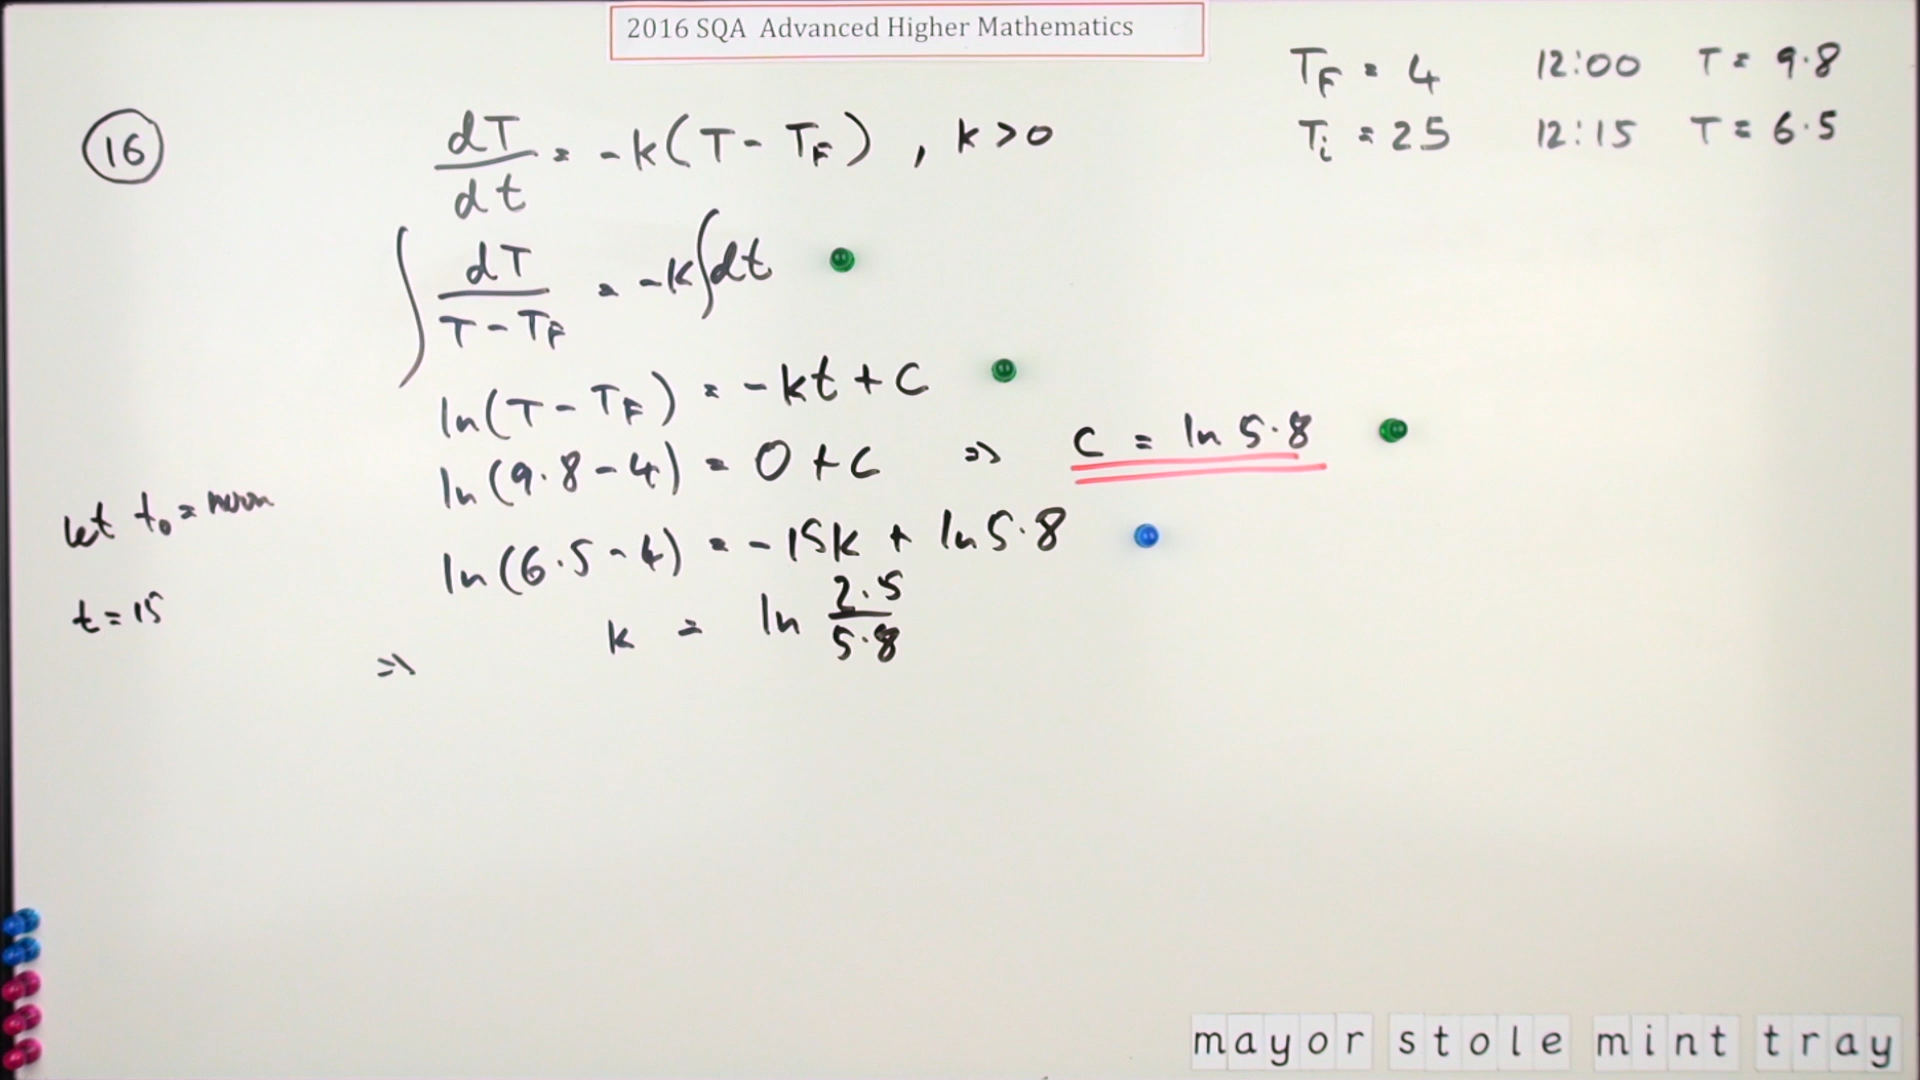 2016 SQA Advanced Higher Mathematics
T_F = 4 12:00 T = 9.8
T_i = 25 12:15 T = 6.5
16
dT/dt = -k(T - T_F), k > 0
∫ dT/(T - T_F) = -k∫dt
ln(T - T_F) = -kt + C
ln(9.8 - 4) = 0 + C ⇒ C = ln 5.8
let t_0 = noon
ln(6.5 - 4) = -15k + ln 5.8
t = 15
⇒ k = ln 2.5/5.8
mayor stole mint tray